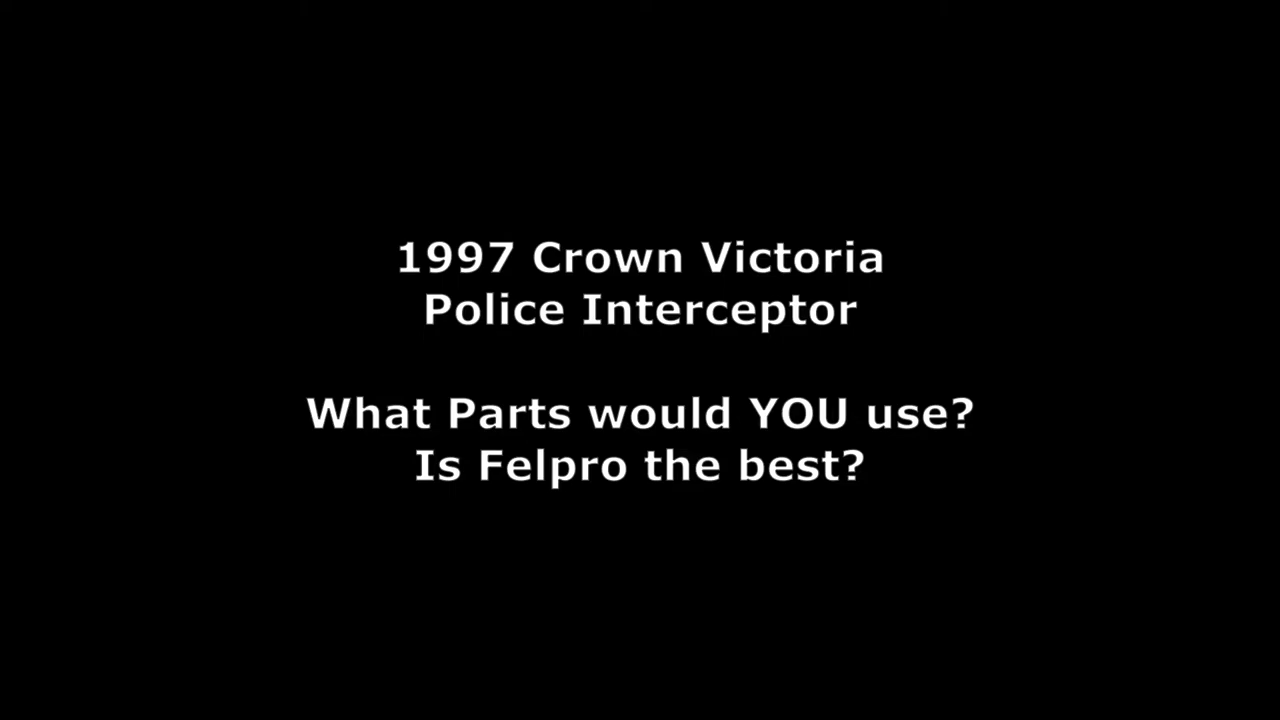 1997 Crown Victoria
Police Interceptor
What Parts would YOU use?
Is Felpro the best?